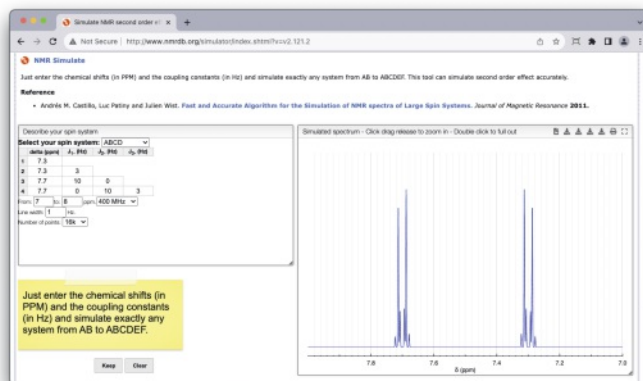 Simulate NMR second order ef
Not Secure | http://www.nmrdb.org/simulator/index.shtml?v=v2.121.2
NMR Simulate
Just enter the chemical shifts (in PPM) and the coupling constants (in Hz) and simulate exactly any system from AB to ABCDEF. This tool can simulate second order effect accurately.
Reference
• Andrés M. Castillo, Luc Patiny and Julien Wist. Fast and Accurate Algorithm for the Simulation of NMR spectra of Large Spin Systems. Journal of Magnetic Resonance 2011.
Describe your spin system
Select your spin system: ABCD
delta (ppm) J₁ (Hz) J₂ (Hz) J₃ (Hz)
1 7.3
2 7.3 3
3 7.7 10 0
4 7.7 0 10 3
From: 7 to: 8 ppm. 400 MHz
Line width: 1 Hz.
Number of points: 16k
Just enter the chemical shifts (in
PPM) and the coupling constants
(in Hz) and simulate exactly any
system from AB to ABCDEF.
Keep Clear
Simulated spectrum - Click drag release to zoom in - Double click to full out
7.8 7.6 7.4 7.2 7.0
δ (ppm)